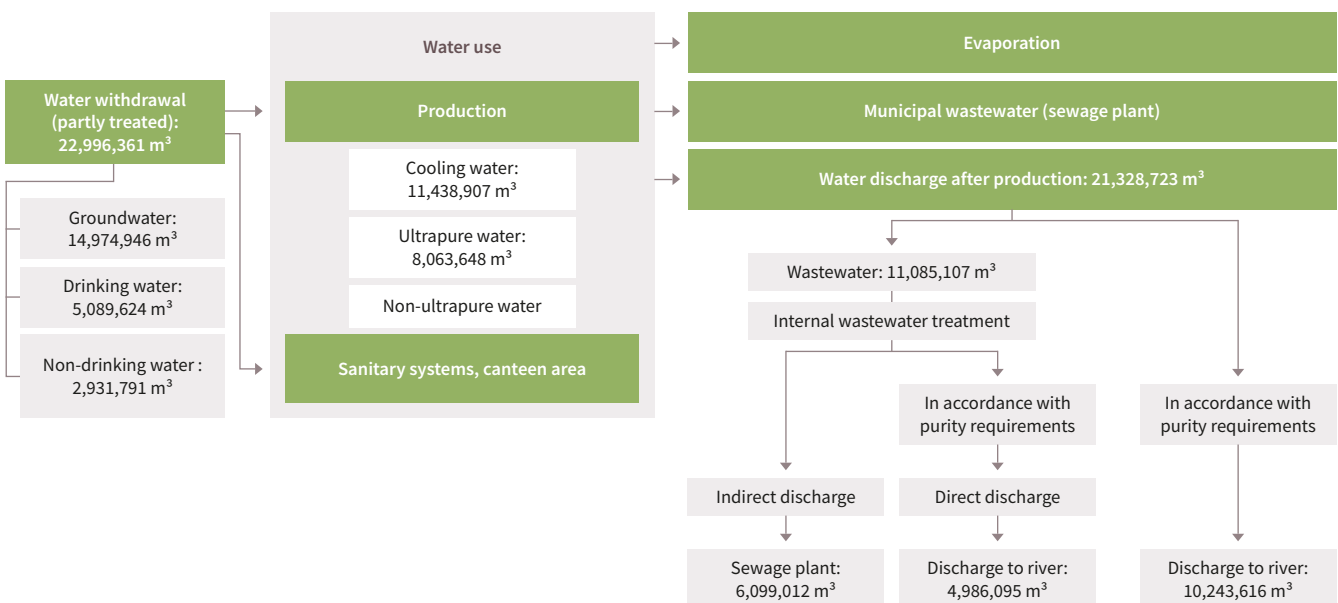 Water withdrawal
(partly treated):
22,996,361 m³
Groundwater:
14,974,946 m³
Drinking water:
5,089,624 m³
Non-drinking water :
2,931,791 m³
Water use
Production
Cooling water:
11,438,907 m³
Ultrapure water:
8,063,648 m³
Non-ultrapure water
Sanitary systems, canteen area
Evaporation
Municipal wastewater (sewage plant)
Water discharge after production: 21,328,723 m³
Wastewater: 11,085,107 m³
Internal wastewater treatment
Indirect discharge
Sewage plant:
6,099,012 m³
In accordance with
purity requirements
Direct discharge
Discharge to river:
4,986,095 m³
In accordance with
purity requirements
Discharge to river:
10,243,616 m³